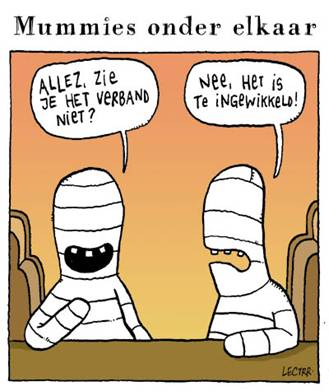 Mummies onder elkaar
ALLEZ, ZiE
JE HET VERBAND
NiET?
NEE, HET iS
TE iNGEWiKKELD!
LECTRR